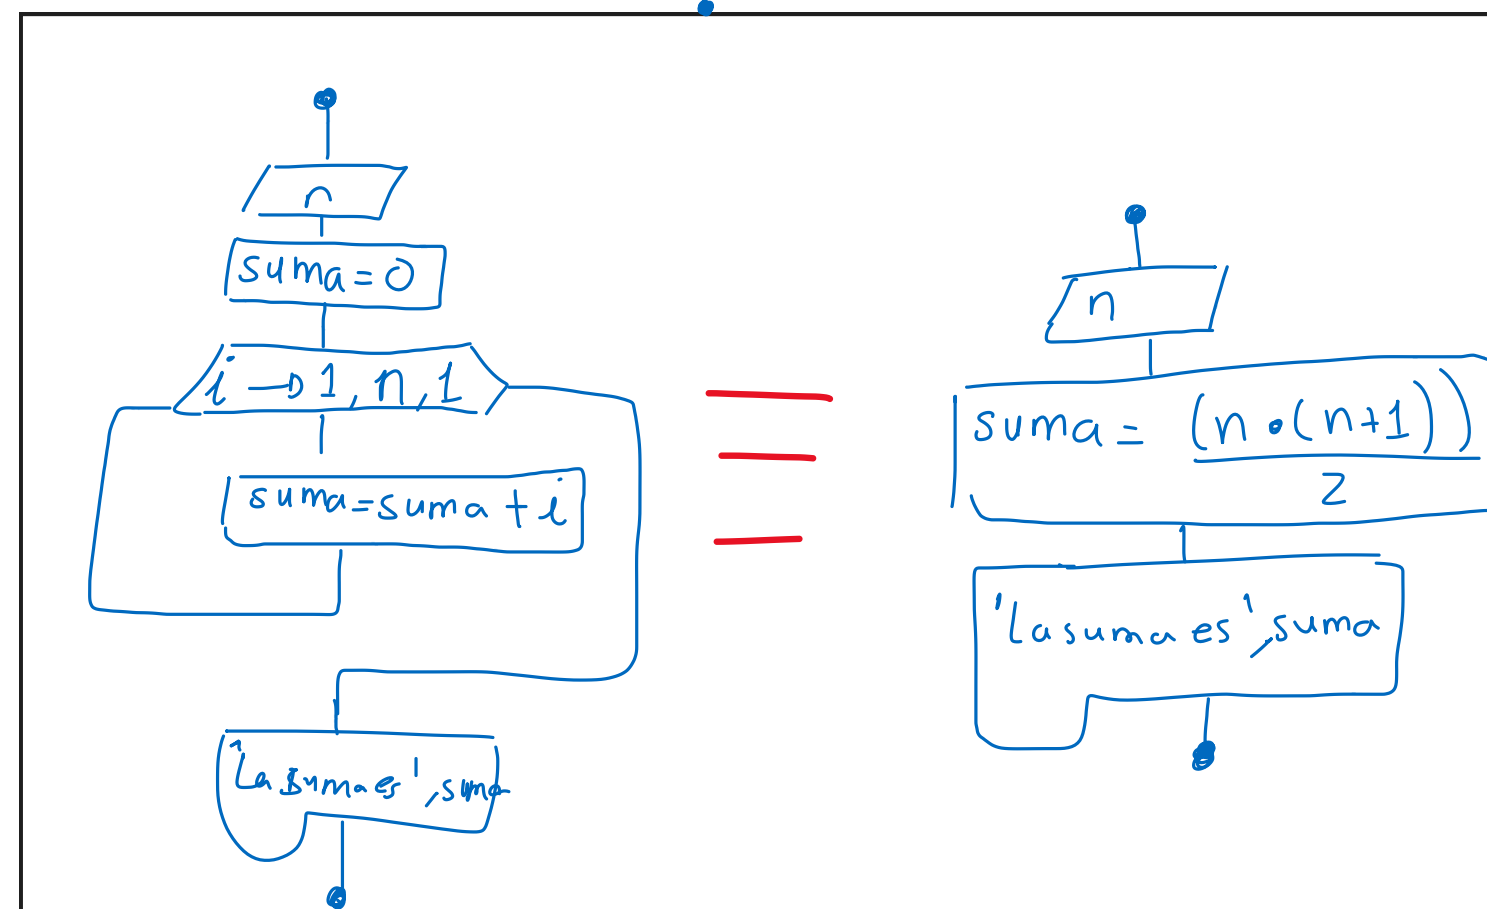 n
suma = 0
i → 1, n, 1
suma = suma + i
'La suma es', suma
n
suma = (n • (n+1))
2
'La suma es', suma